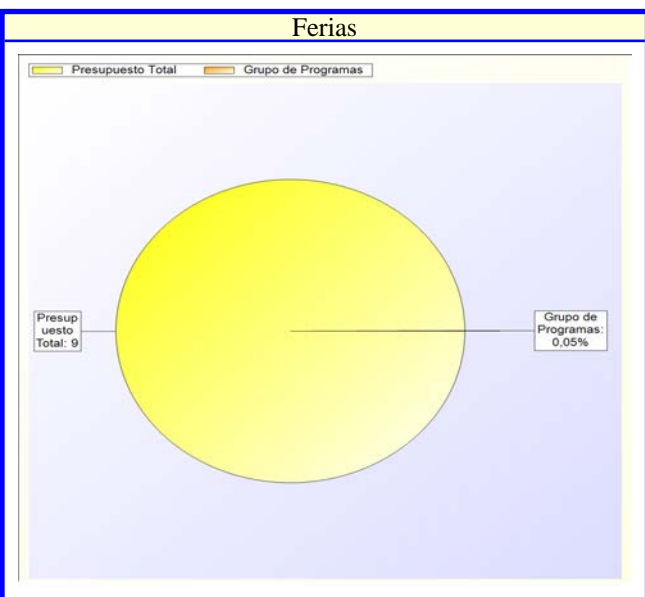 Ferias
Presupuesto Total Grupo de Programas
Presup
uesto
Total: 9
Grupo de
Programas:
0,05%